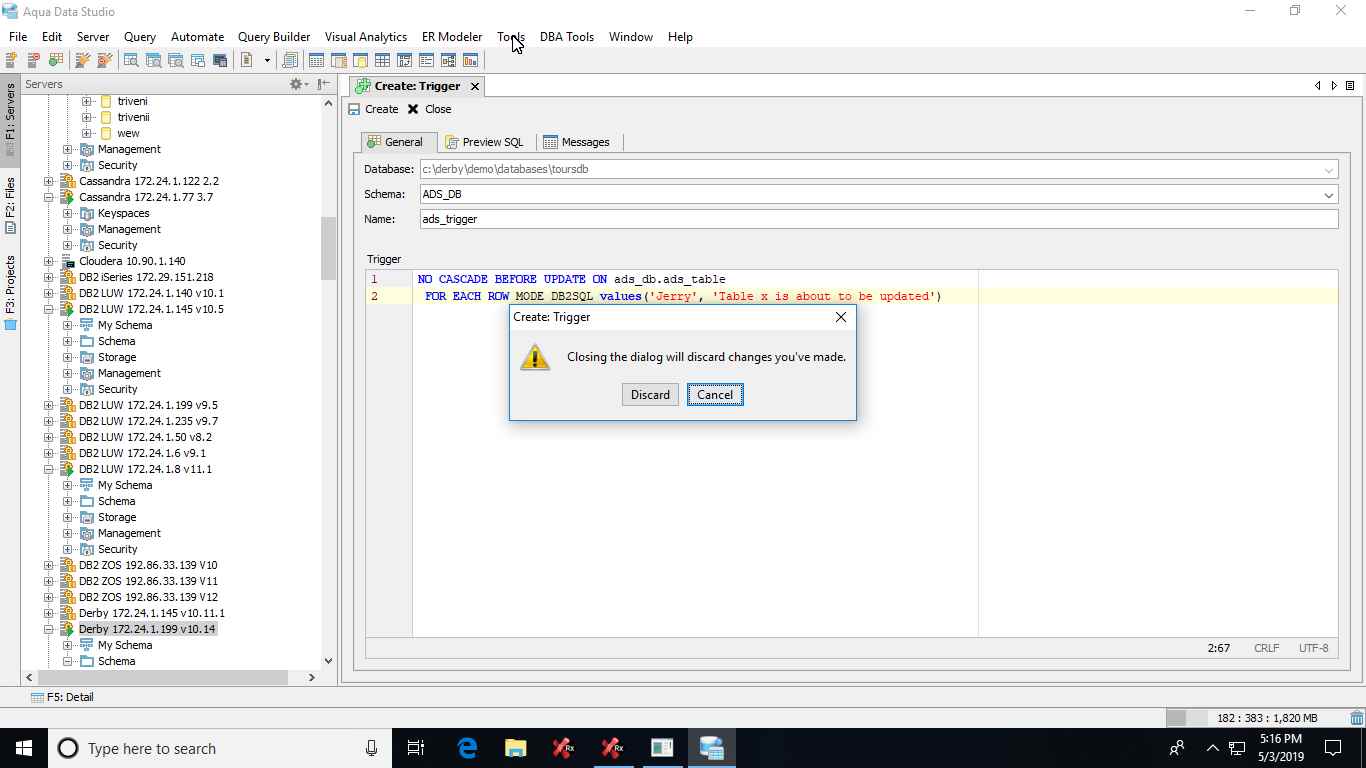 Aqua Data Studio
File Edit Server Query Automate Query Builder Visual Analytics ER Modeler Tools DBA Tools Window Help
F1: Servers
F2: Files
F3: Projects
Servers
triveni
trivenii
wew
Management
Security
Cassandra 172.24.1.122 2.2
Cassandra 172.24.1.77 3.7
Keyspaces
Management
Security
Cloudera 10.90.1.140
DB2 iSeries 172.29.151.218
DB2 LUW 172.24.1.140 v10.1
DB2 LUW 172.24.1.145 v10.5
My Schema
Schema
Storage
Management
Security
DB2 LUW 172.24.1.199 v9.5
DB2 LUW 172.24.1.235 v9.7
DB2 LUW 172.24.1.50 v8.2
DB2 LUW 172.24.1.6 v9.1
DB2 LUW 172.24.1.8 v11.1
My Schema
Schema
Storage
Management
Security
DB2 ZOS 192.86.33.139 V10
DB2 ZOS 192.86.33.139 V11
DB2 ZOS 192.86.33.139 V12
Derby 172.24.1.145 v10.11.1
Derby 172.24.1.199 v10.14
My Schema
Schema
Create: Trigger
Create Close
General Preview SQL Messages
Database: c:\derby\demo\databases\toursdb
Schema: ADS_DB
Name: ads_trigger
Trigger
1 NO CASCADE BEFORE UPDATE ON ads_db.ads_table
2 FOR EACH ROW MODE DB2SQL values('Jerry', 'Table x is about to be updated')
Create: Trigger
Closing the dialog will discard changes you've made.
Discard Cancel
2:67 CRLF UTF-8
F5: Detail
182 : 383 : 1,820 MB
Type here to search
Rx
Rx
5:16 PM
5/3/2019